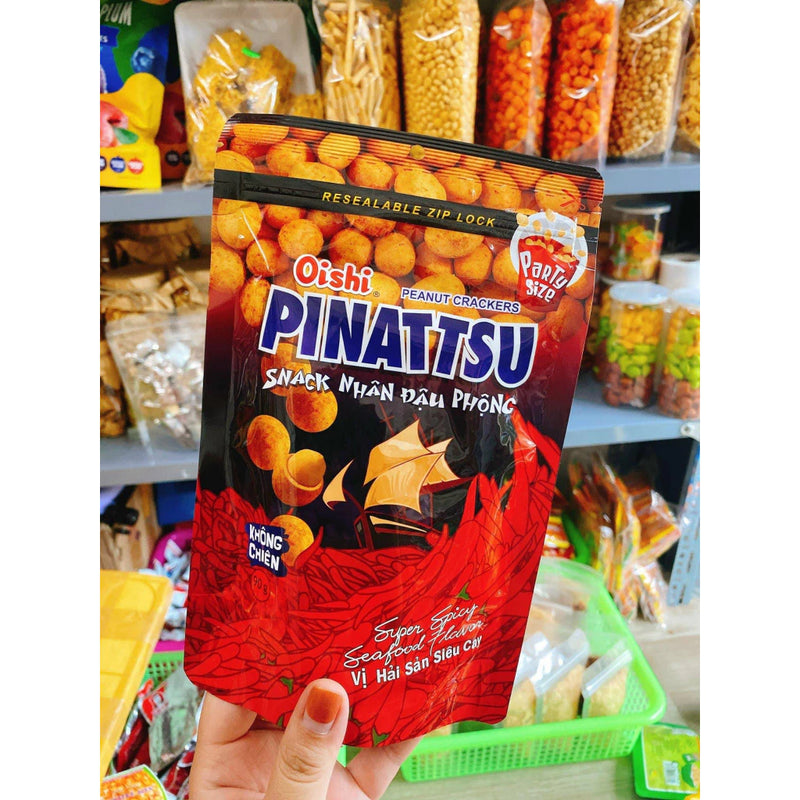 PLUM
RESEALABLE ZIP LOCK
Party
Size
Oishi
®
PEANUT CRACKERS
PINATTSU
SNACK NHÂN ĐẬU PHỘNG
KHÔNG
CHIÊN
Super Spicy
Seafood Flavor
Vị Hải Sản Siêu Cay